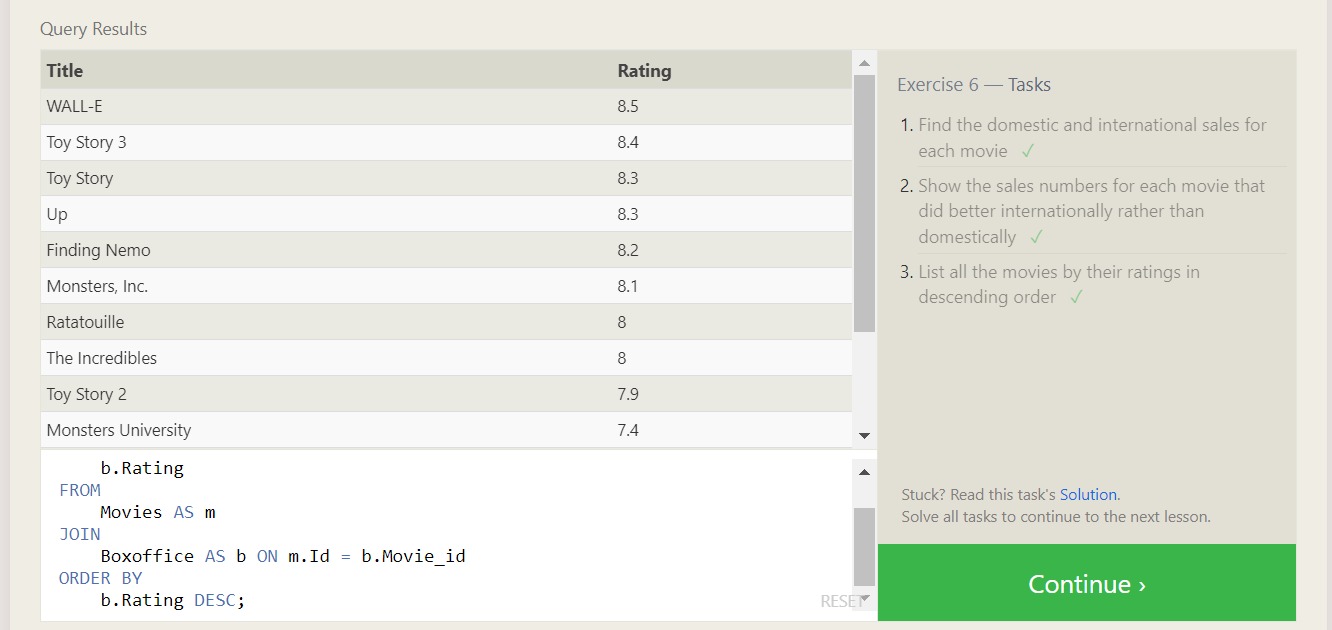 Query Results
Title Rating
WALL-E 8.5
Toy Story 3 8.4
Toy Story 8.3
Up 8.3
Finding Nemo 8.2
Monsters, Inc. 8.1
Ratatouille 8
The Incredibles 8
Toy Story 2 7.9
Monsters University 7.4
b.Rating
FROM
Movies AS m
JOIN
Boxoffice AS b ON m.Id = b.Movie_id
ORDER BY
b.Rating DESC;
RESET
Exercise 6 — Tasks
1. Find the domestic and international sales for
each movie ✓
2. Show the sales numbers for each movie that
did better internationally rather than
domestically ✓
3. List all the movies by their ratings in
descending order ✓
Stuck? Read this task's Solution.
Solve all tasks to continue to the next lesson.
Continue ›